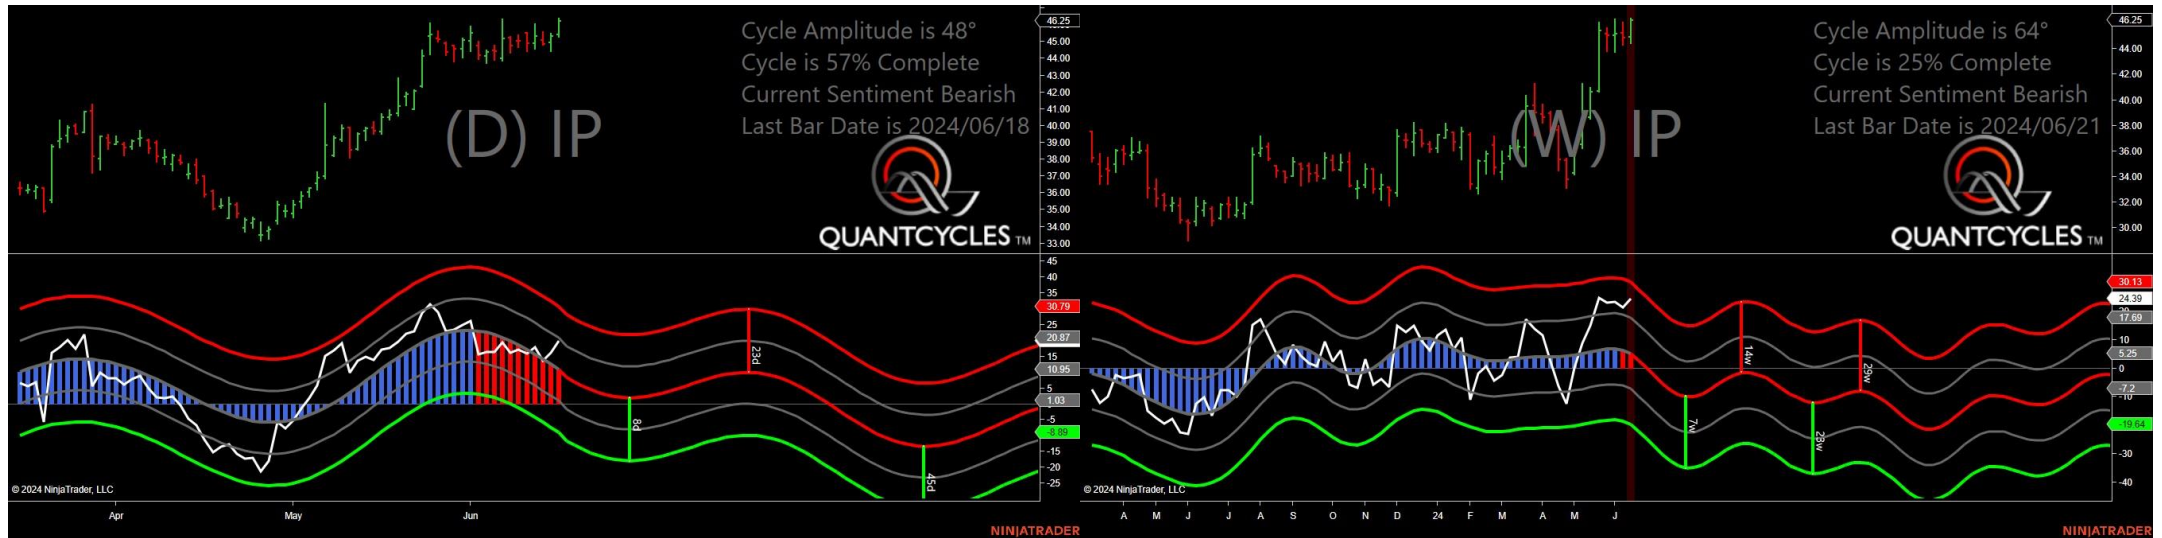 Cycle Amplitude is 48°
Cycle is 57% Complete
Current Sentiment Bearish
Last Bar Date is 2024/06/18
(D) IP
QUANTCYCLES TM
46.25
45.00
44.00
43.00
42.00
41.00
40.00
39.00
38.00
37.00
36.00
35.00
34.00
33.00
45
40
35
30.79
25
20.87
15
10.95
5
1.03
-5
-8.89
-15
-20
-25
23d
8d
45d
© 2024 NinjaTrader, LLC
Apr May Jun
NINJATRADER
Cycle Amplitude is 64°
Cycle is 25% Complete
Current Sentiment Bearish
Last Bar Date is 2024/06/21
(W) IP
QUANTCYCLES TM
46.25
44.00
42.00
40.00
38.00
36.00
34.00
32.00
30.00
30.13
24.39
17.69
10
5.25
0
-7.2
-10
-19.64
-30
-40
14w
29w
7w
28w
© 2024 NinjaTrader, LLC
A M J J A S O N D 24 F M A M J
NINJATRADER